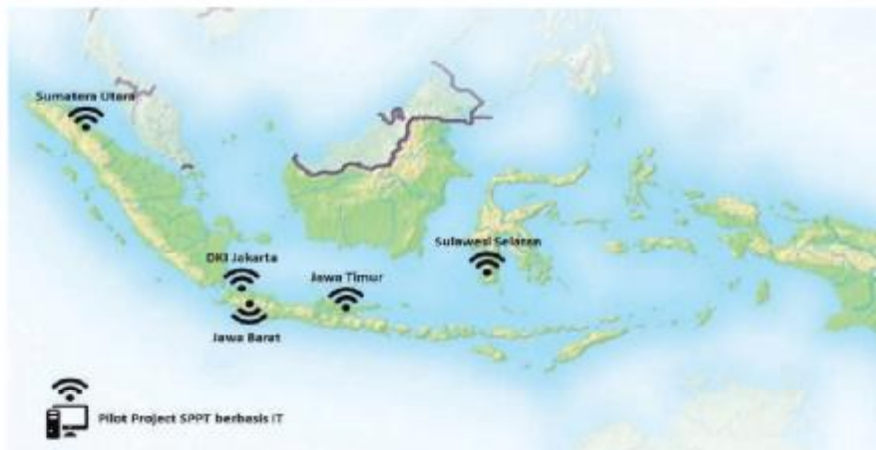 Sumatera Utara
DKI Jakarta
Jawa Timur
Sulawesi Selatan
Jawa Barat
Pilot Project SPPT berbasis IT